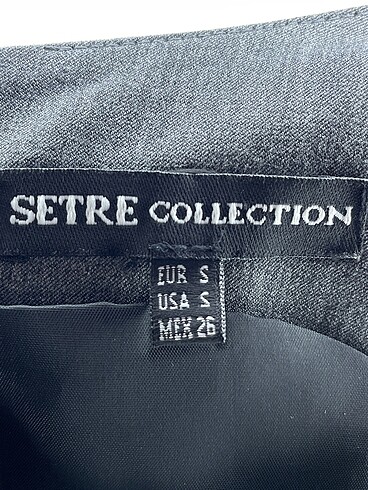 SETRE COLLECTION
EUR S
USA S
MEX 26